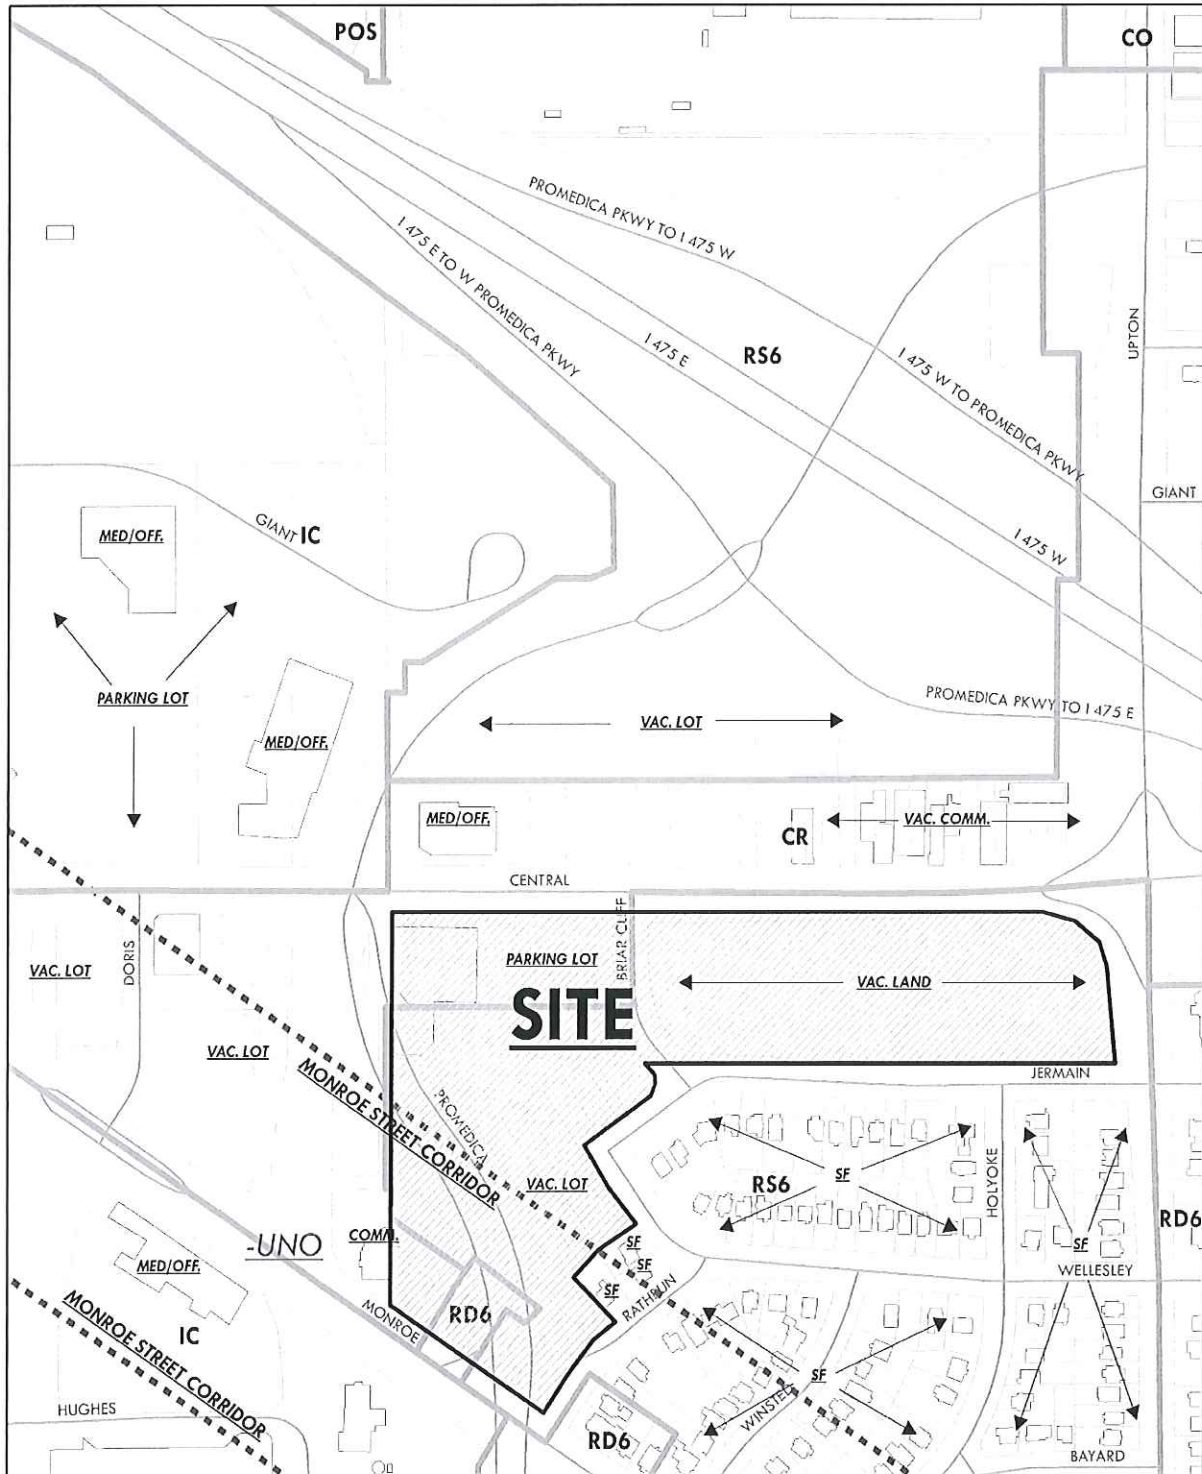 POS
CO
PROMEDICA PKWY TO I 475 W
I 475 E TO W PROMEDICA PKWY
I 475 E
RS6
I 475 W TO PROMEDICA PKWY
UPTON
GIANT
MED/OFF.
GIANT
IC
I 475 W
PARKING LOT
MED/OFF.
VAC. LOT
PROMEDICA PKWY TO I 475 E
MED/OFF.
CR
VAC. COMM.
CENTRAL
BRIAR CLIFF
DORIS
VAC. LOT
PARKING LOT
VAC. LAND
SITE
VAC. LOT
MONROE STREET CORRIDOR
PROMEDICA
JERMAIN
VAC. LOT
RS6
SF
HOLYOKE
RD6
-UNO
COMM.
SF
SF
SF
SF
WELLESLEY
MED/OFF.
RATHBUN
MONROE STREET CORRIDOR
IC
MONROE
RD6
SF
WINSTED
HUGHES
RD6
BAYARD